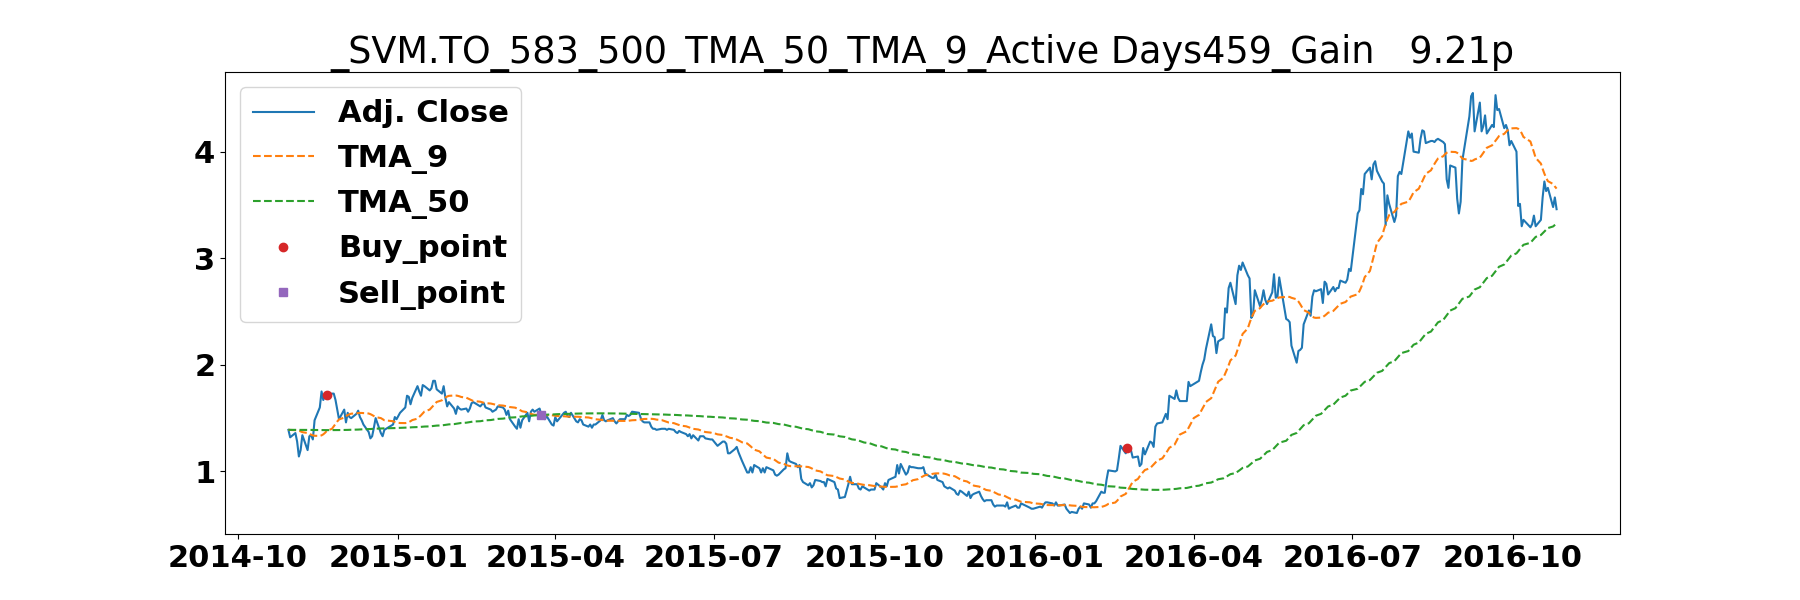 _SVM.TO_583_500_TMA_50_TMA_9_Active Days459_Gain   9.21p
Adj. Close
TMA_9
TMA_50
Buy_point
Sell_point
4
3
2
1
2014-10 2015-01 2015-04 2015-07 2015-10 2016-01 2016-04 2016-07 2016-10